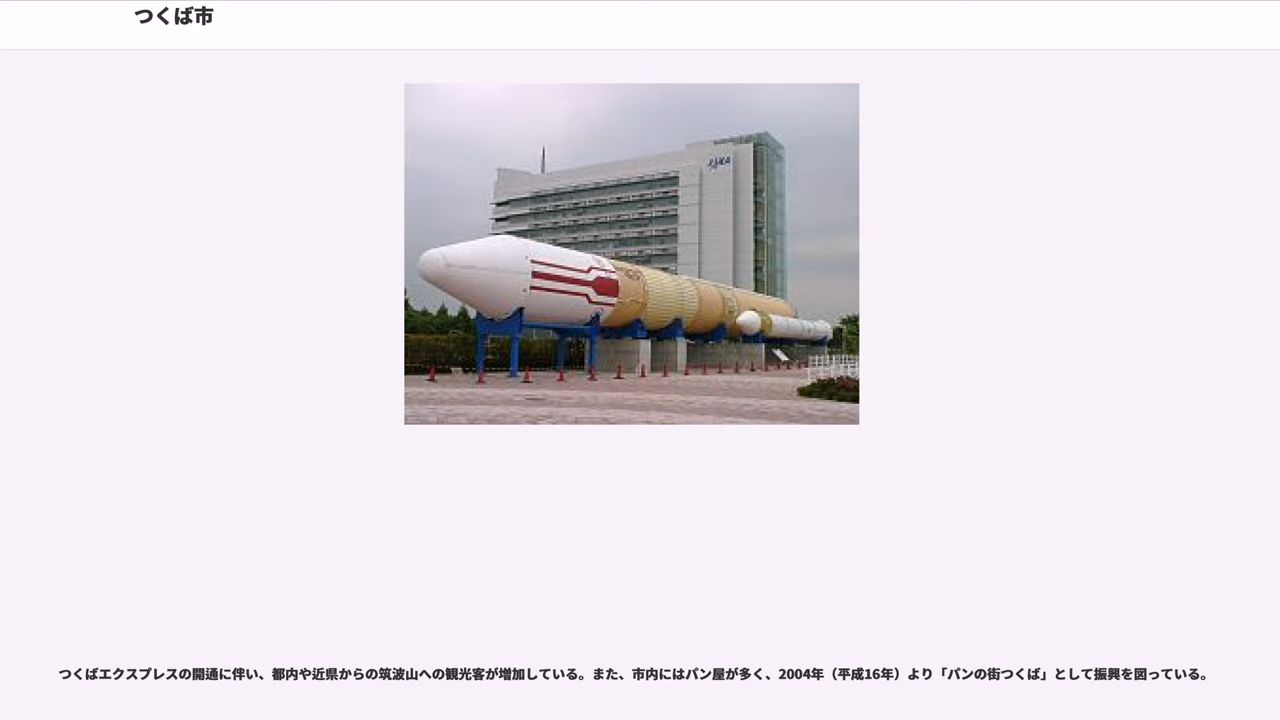 つくば市
つくばエクスプレスの開通に伴い、都内や近県からの筑波山への観光客が増加している。また、市内にはパン屋が多く、2004年（平成16年）より「パンの街つくば」として振興を図っている。